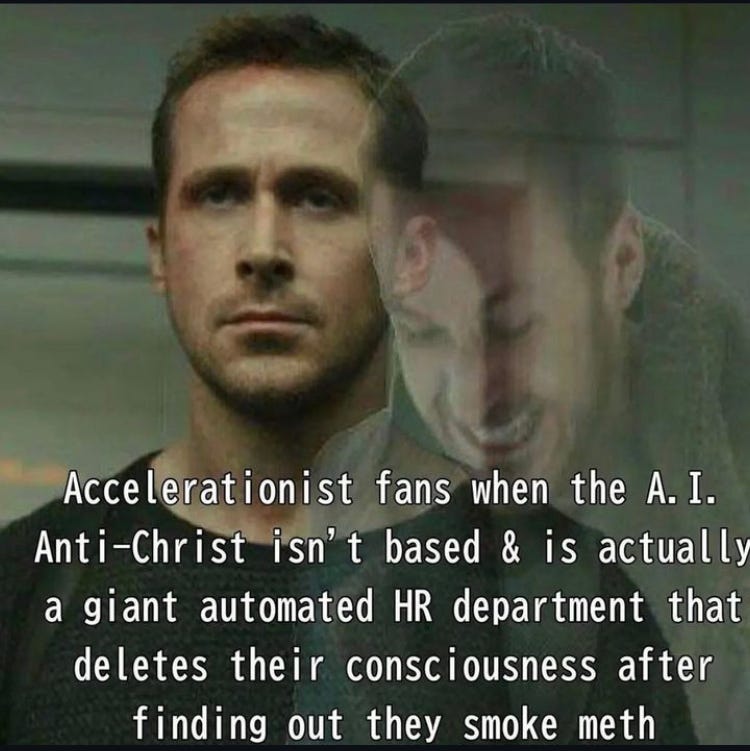 Accelerationist fans when the A.I.
Anti-Christ isn't based & is actually
a giant automated HR department that
deletes their consciousness after
finding out they smoke meth